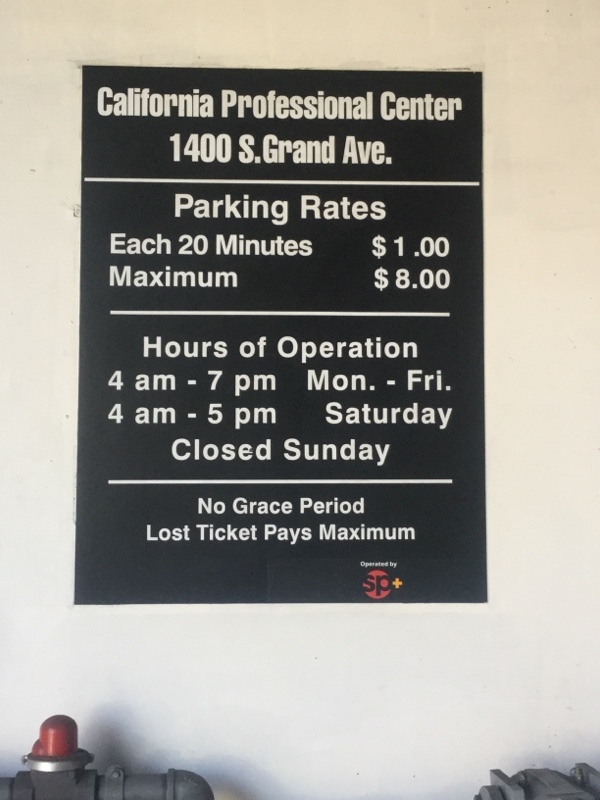 California Professional Center
1400 S.Grand Ave.
Parking Rates
Each 20 Minutes $1.00
Maximum $8.00
Hours of Operation
4 am - 7 pm Mon. - Fri.
4 am - 5 pm Saturday
Closed Sunday
No Grace Period
Lost Ticket Pays Maximum
Operated by
sp+